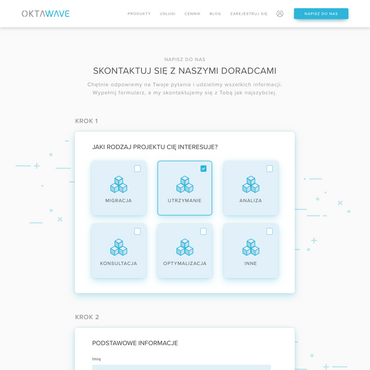 OKTAWAVE
PRODUKTY USŁUGI CENNIK BLOG ZAREJESTRUJ SIĘ NAPISZ DO NAS
NAPISZ DO NAS
SKONTAKTUJ SIĘ Z NASZYMI DORADCAMI
Chętnie odpowiemy na Twoje pytania i udzielimy wszelkich informacji.
Wypełnij formularz, a my skontaktujemy się z Tobą jak najszybciej.
KROK 1
JAKI RODZAJ PROJEKTU CIĘ INTERESUJE?
MIGRACJA UTRZYMANIE ANALIZA
KONSULTACJA OPTYMALIZACJA INNE
KROK 2
PODSTAWOWE INFORMACJE
Imię